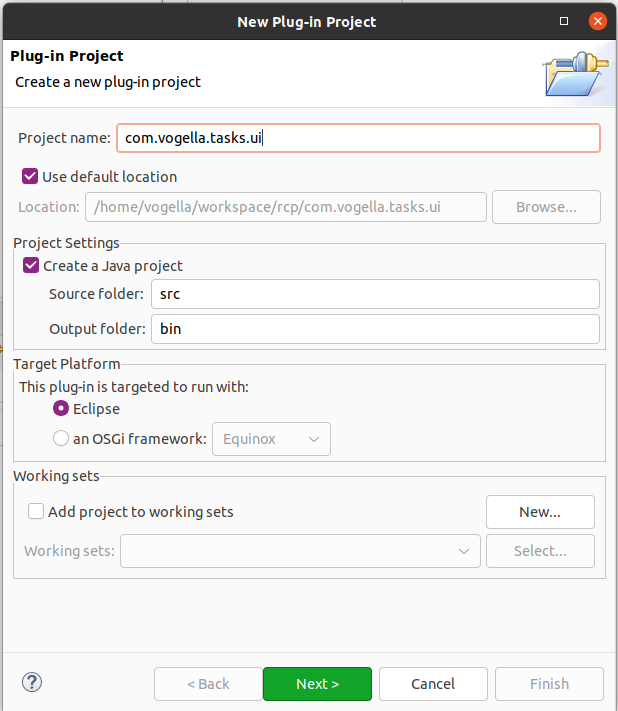 New Plug-in Project
Plug-in Project
Create a new plug-in project
Project name: com.vogella.tasks.ui
Use default location
Location: /home/vogella/workspace/rcp/com.vogella.tasks.ui Browse...
Project Settings
Create a Java project
Source folder: src
Output folder: bin
Target Platform
This plug-in is targeted to run with:
Eclipse
an OSGi framework: Equinox
Working sets
Add project to working sets New...
Working sets: Select...
? < Back Next > Cancel Finish